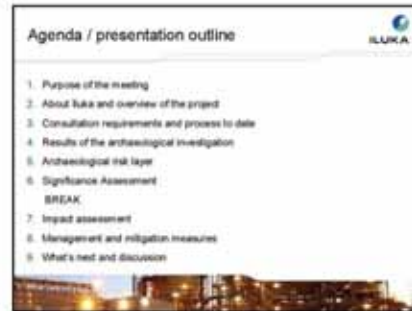 Agenda / presentation outline
ILUKA
1. Purpose of the meeting
2. About Iluka and overview of the project
3. Consultation requirements and process to date
4. Results of the archaeological investigation
5. Archaeological risk layer
6. Significance Assessment
BREAK
7. Impact assessment
8. Management and mitigation measures
9. What's next and discussion